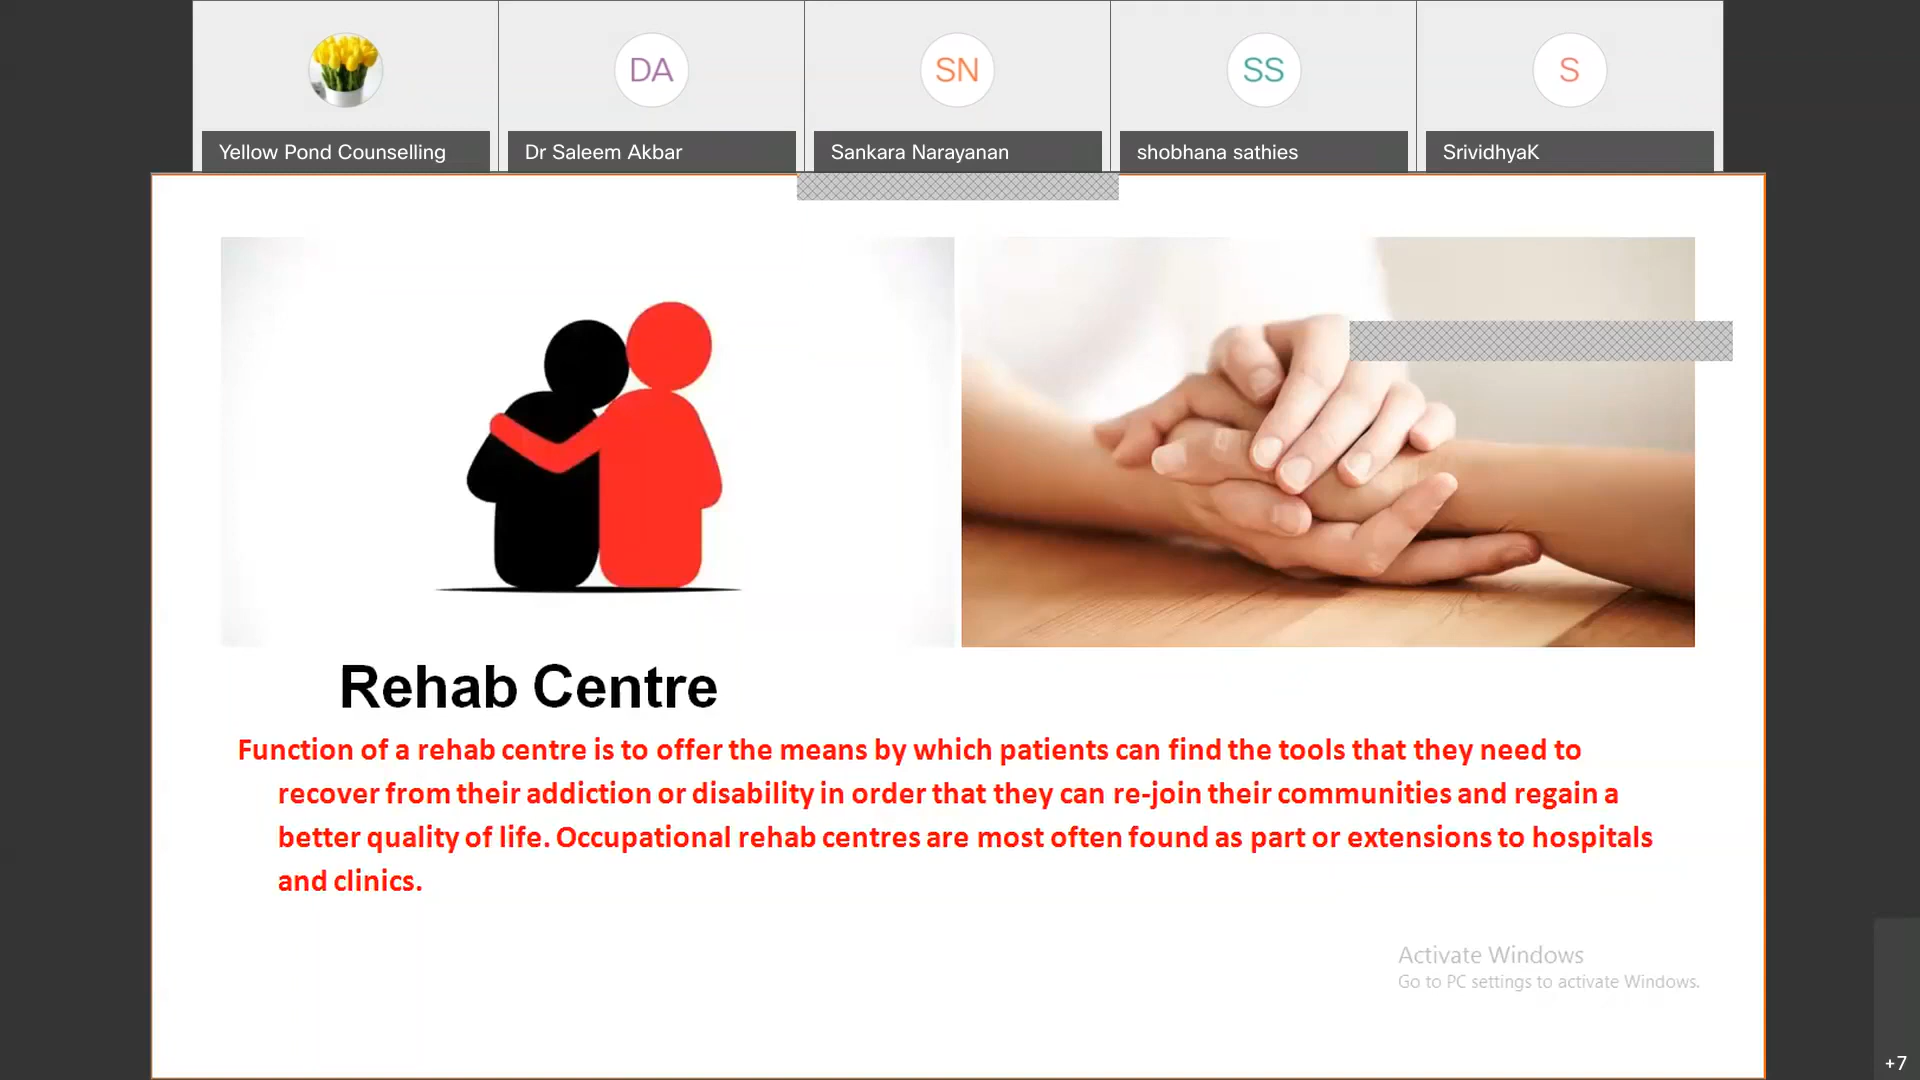 DA
SN
SS
S
Yellow Pond Counselling
Dr Saleem Akbar
Sankara Narayanan
shobhana sathies
SrividhyaK
Rehab Centre
Function of a rehab centre is to offer the means by which patients can find the tools that they need to
recover from their addiction or disability in order that they can re-join their communities and regain a
better quality of life. Occupational rehab centres are most often found as part or extensions to hospitals
and clinics.
Activate Windows
Go to PC settings to activate Windows.
+7